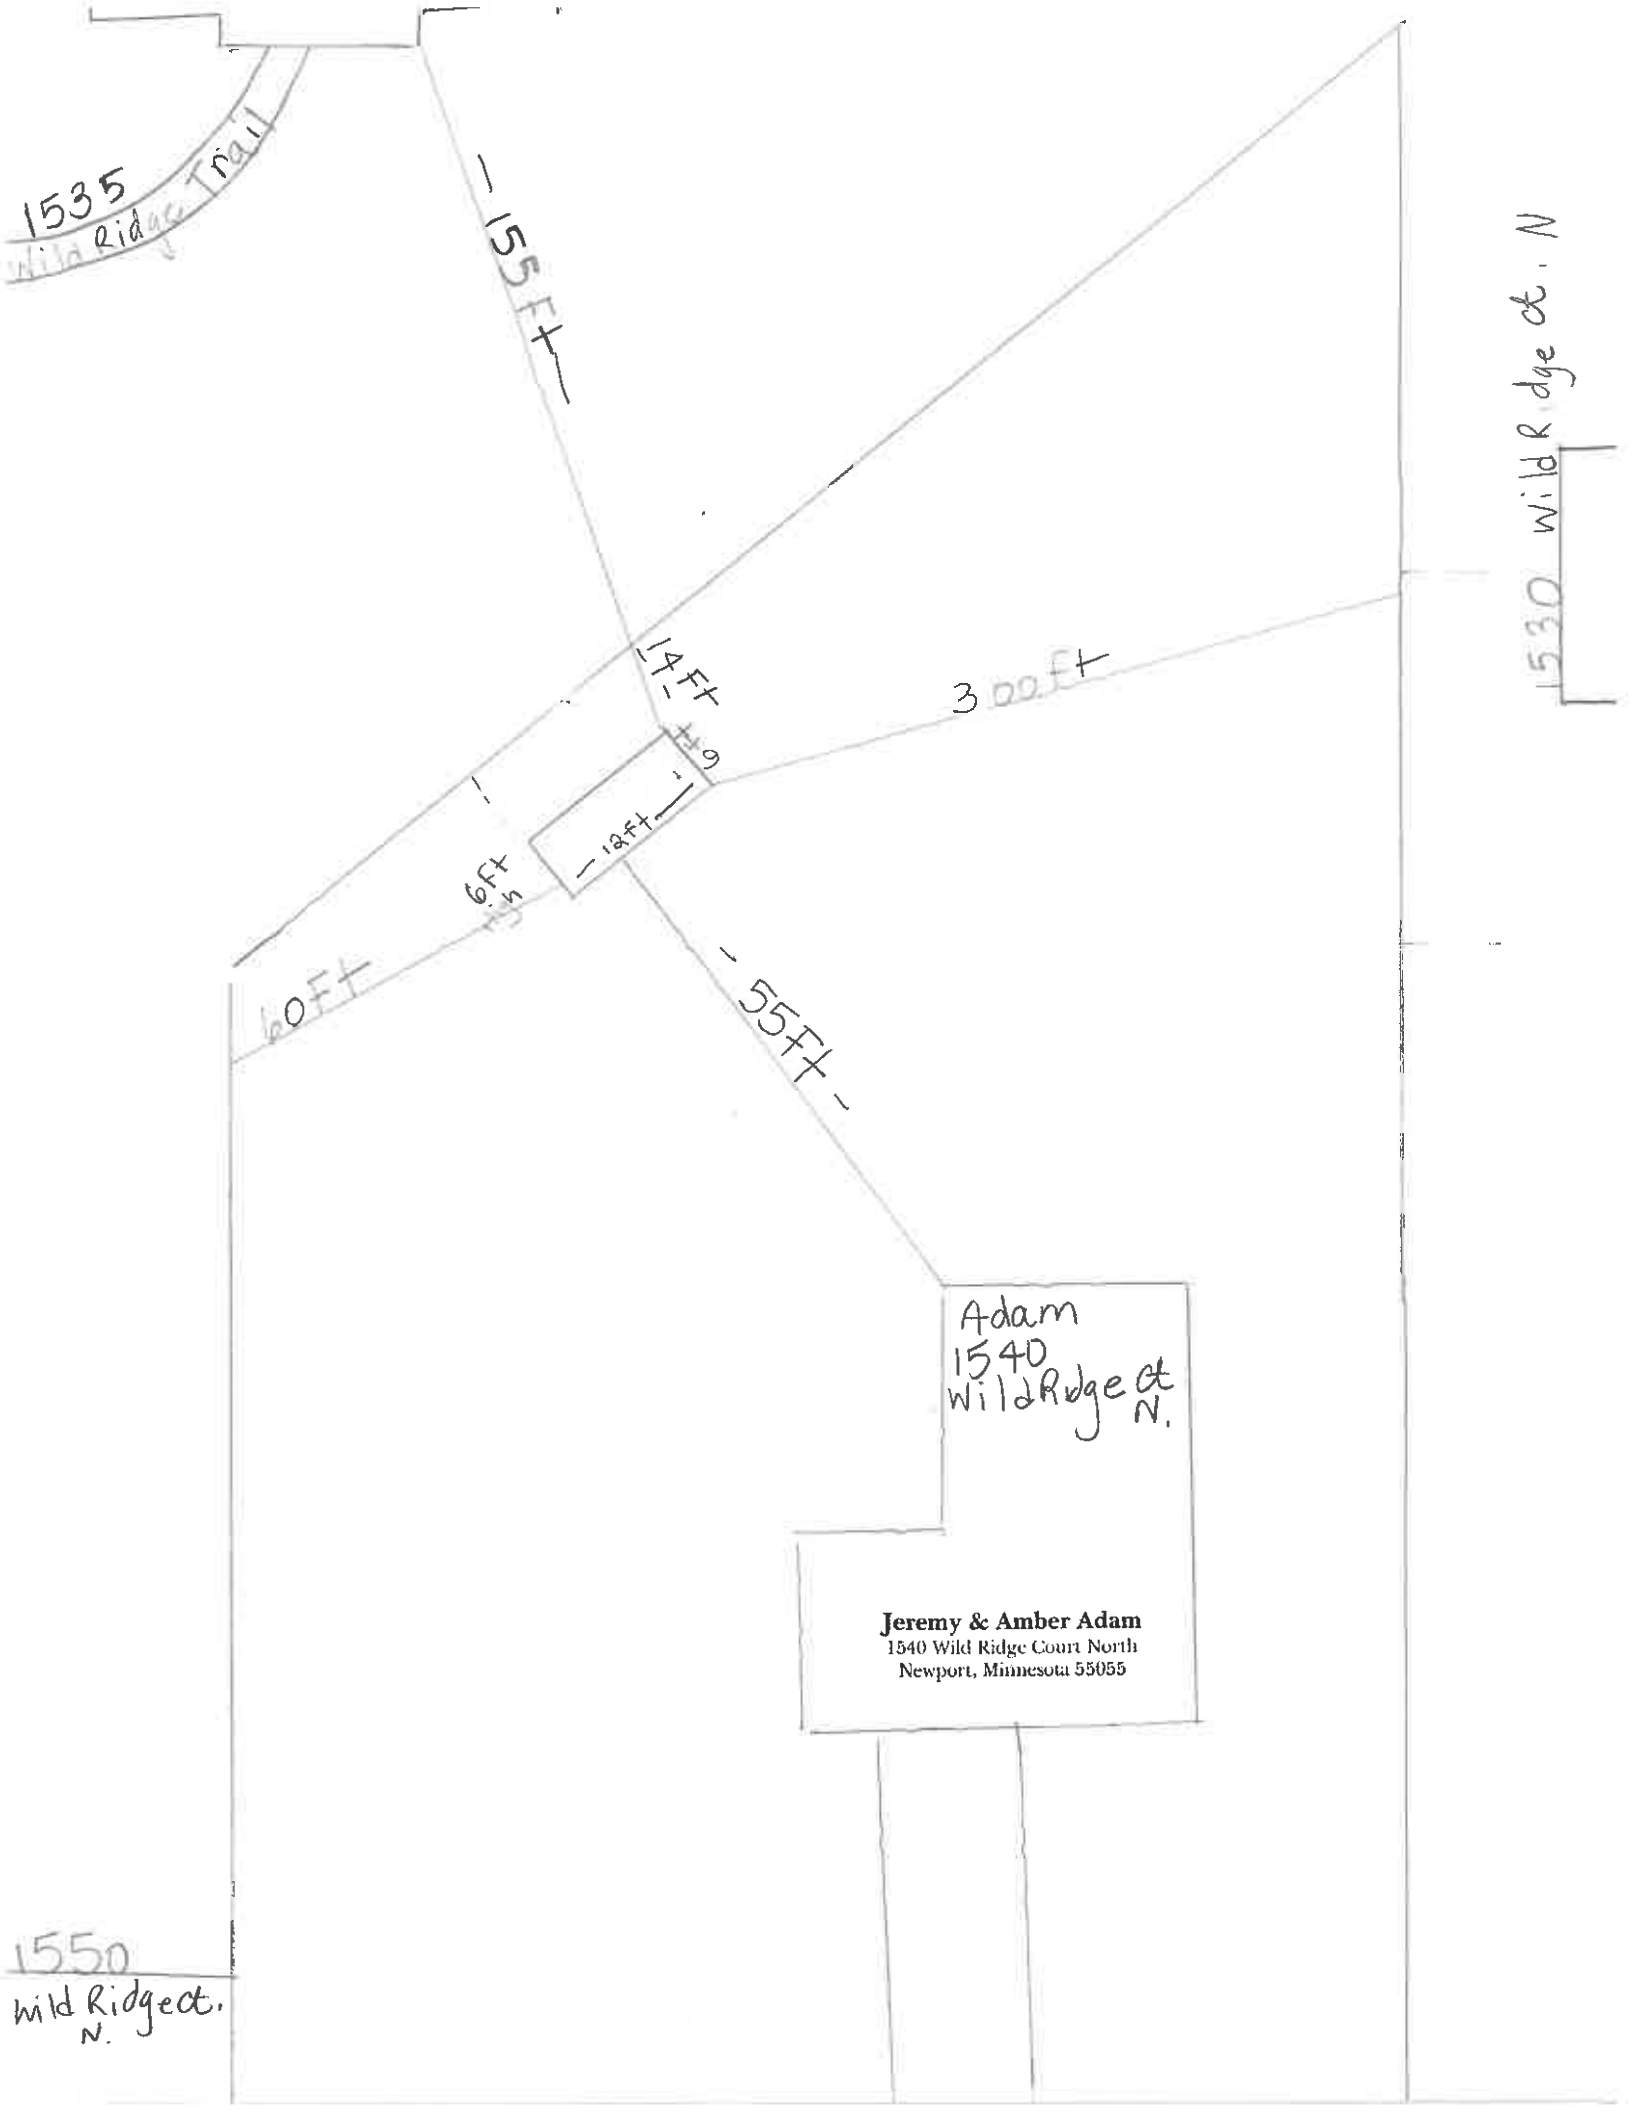 1535
Wild Ridge Trail
- 155 Ft -
1530 Wild Ridge Ct. N
- 14 Ft -
6 Ft
300 Ft
- 12 Ft. -
6 Ft
60 Ft
- 55 Ft -
Adam
1540
Wild Ridge Ct
N.
Jeremy & Amber Adam
1540 Wild Ridge Court North
Newport, Minnesota 55055
1550
Wild Ridge Ct.
N.